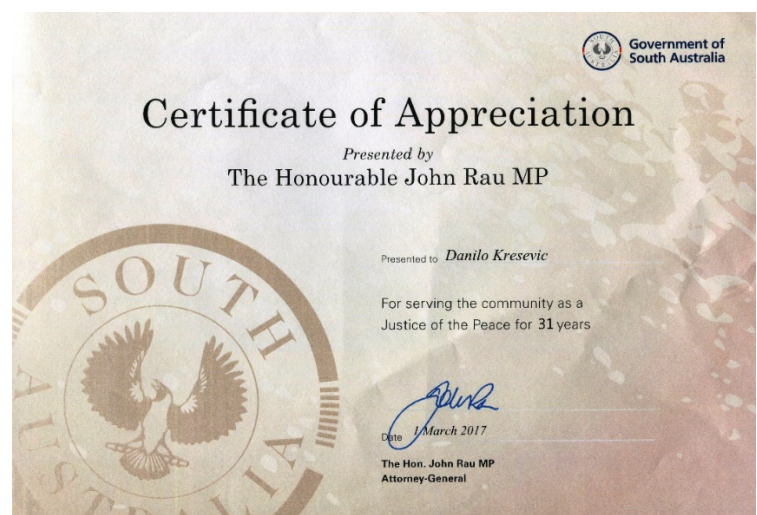 Government of
South Australia
Certificate of Appreciation
Presented by
The Honourable John Rau MP
Presented to Danilo Kresevic
For serving the community as a
Justice of the Peace for 31 years
SOUTH
AUSTRALIA
Date 1 March 2017
The Hon. John Rau MP
Attorney-General